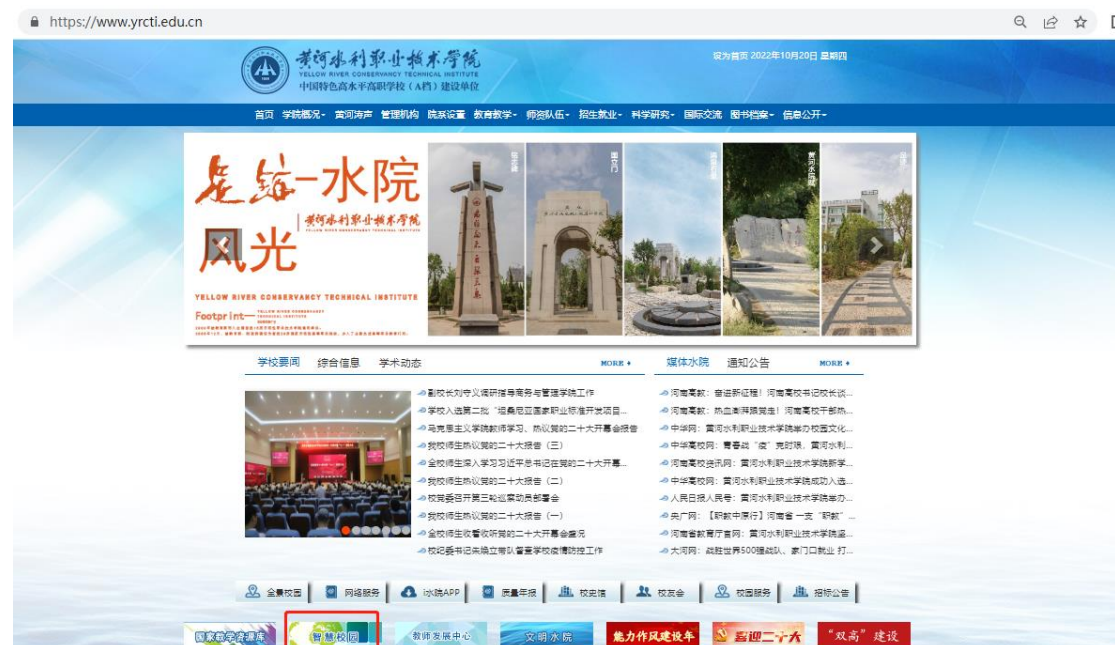 https://www.yrcti.edu.cn
黄河水利职业技术学院
YELLOW RIVER CONSERVANCY TECHNICAL INSTITUTE
中国特色高水平高职学校（A档）建设单位
设为首页 2022年10月20日 星期四
首页 学院概况 黄河涛声 管理机构 院系设置 教育教学 师资队伍 招生就业 科学研究 国际交流 图书档案 信息公开
足迹-水院
黄河水利职业技术学院
风光
YELLOW RIVER CONSERVANCY TECHNICAL INSTITUTE
Footprint
学校要闻 综合信息 学术动态 MORE +
副校长刘守义调研指导商务与管理学院工作
学校入选第二批“坦桑尼亚国家职业标准开发项目...
马克思主义学院教师学习、热议党的二十大开幕会报告
我校师生热议党的二十大报告（三）
全校师生深入学习习近平总书记在党的二十大开幕...
我校师生热议党的二十大报告（二）
校党委召开第三轮巡察动员部署会
我校师生热议党的二十大报告（一）
全校师生收看收听党的二十大开幕会盛况
校纪委书记朱焕立带队督查学校疫情防控工作
媒体水院 通知公告 MORE +
河南高教：奋进新征程！河南高校书记校长谈...
河南高教：热血澎湃跟党走！河南高校干部热...
中华网：黄河水利职业技术学院举办校园文化...
中华高校网：青春战“疫”克时艰，黄河水利...
河南高校资讯网：黄河水利职业技术学院新学...
中华高校网：黄河水利职业技术学院成功入选...
人民日报人民号：黄河水利职业技术学院举办...
央广网：【职教中原行】河南省一支“职教”...
河南省教育厅官网：黄河水利职业技术学院座...
大河网：战胜世界500强战队、家门口就业 打...
全景校园 网络服务 i水院APP 质量年报 校史馆 校友会 校园服务 招标公告
国家教学资源库 智慧校园 教师发展中心 文明水院 能力作风建设年 喜迎二十大 “双高”建设